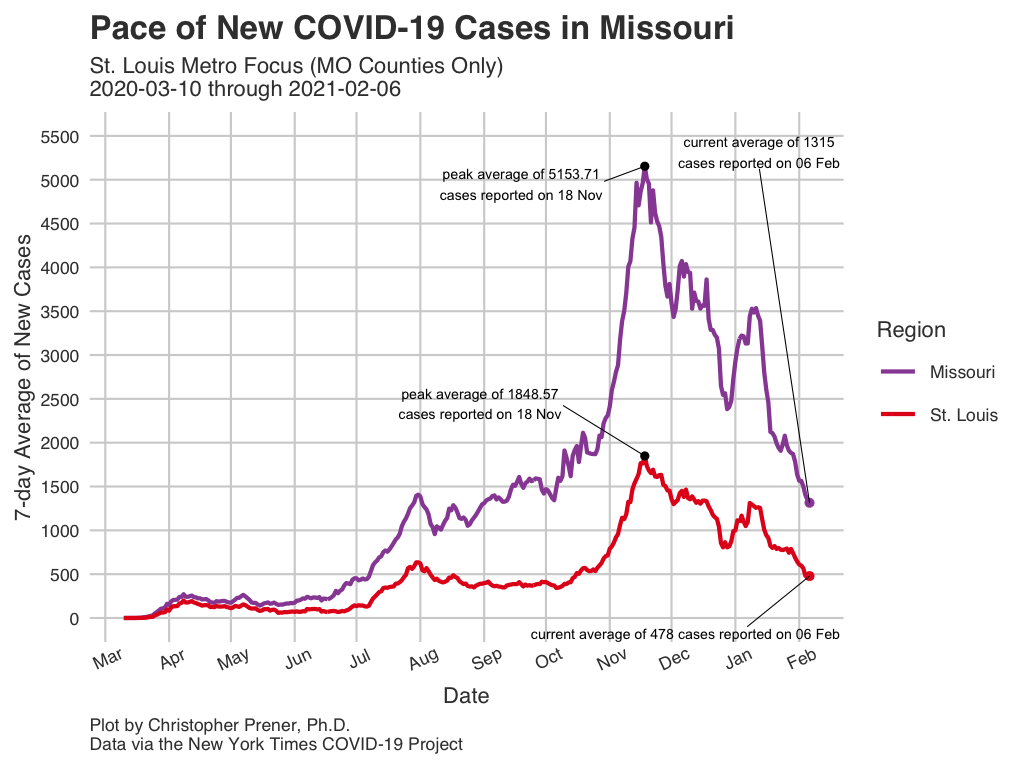 Pace of New COVID-19 Cases in Missouri
St. Louis Metro Focus (MO Counties Only)
2020-03-10 through 2021-02-06
7-day Average of New Cases
5500
5000
4500
4000
3500
3000
2500
2000
1500
1000
500
0
peak average of 5153.71
cases reported on 18 Nov
current average of 1315
cases reported on 06 Feb
peak average of 1848.57
cases reported on 18 Nov
current average of 478 cases reported on 06 Feb
Mar
Apr
May
Jun
Jul
Aug
Sep
Oct
Nov
Dec
Jan
Feb
Date
Region
Missouri
St. Louis
Plot by Christopher Prener, Ph.D.
Data via the New York Times COVID-19 Project